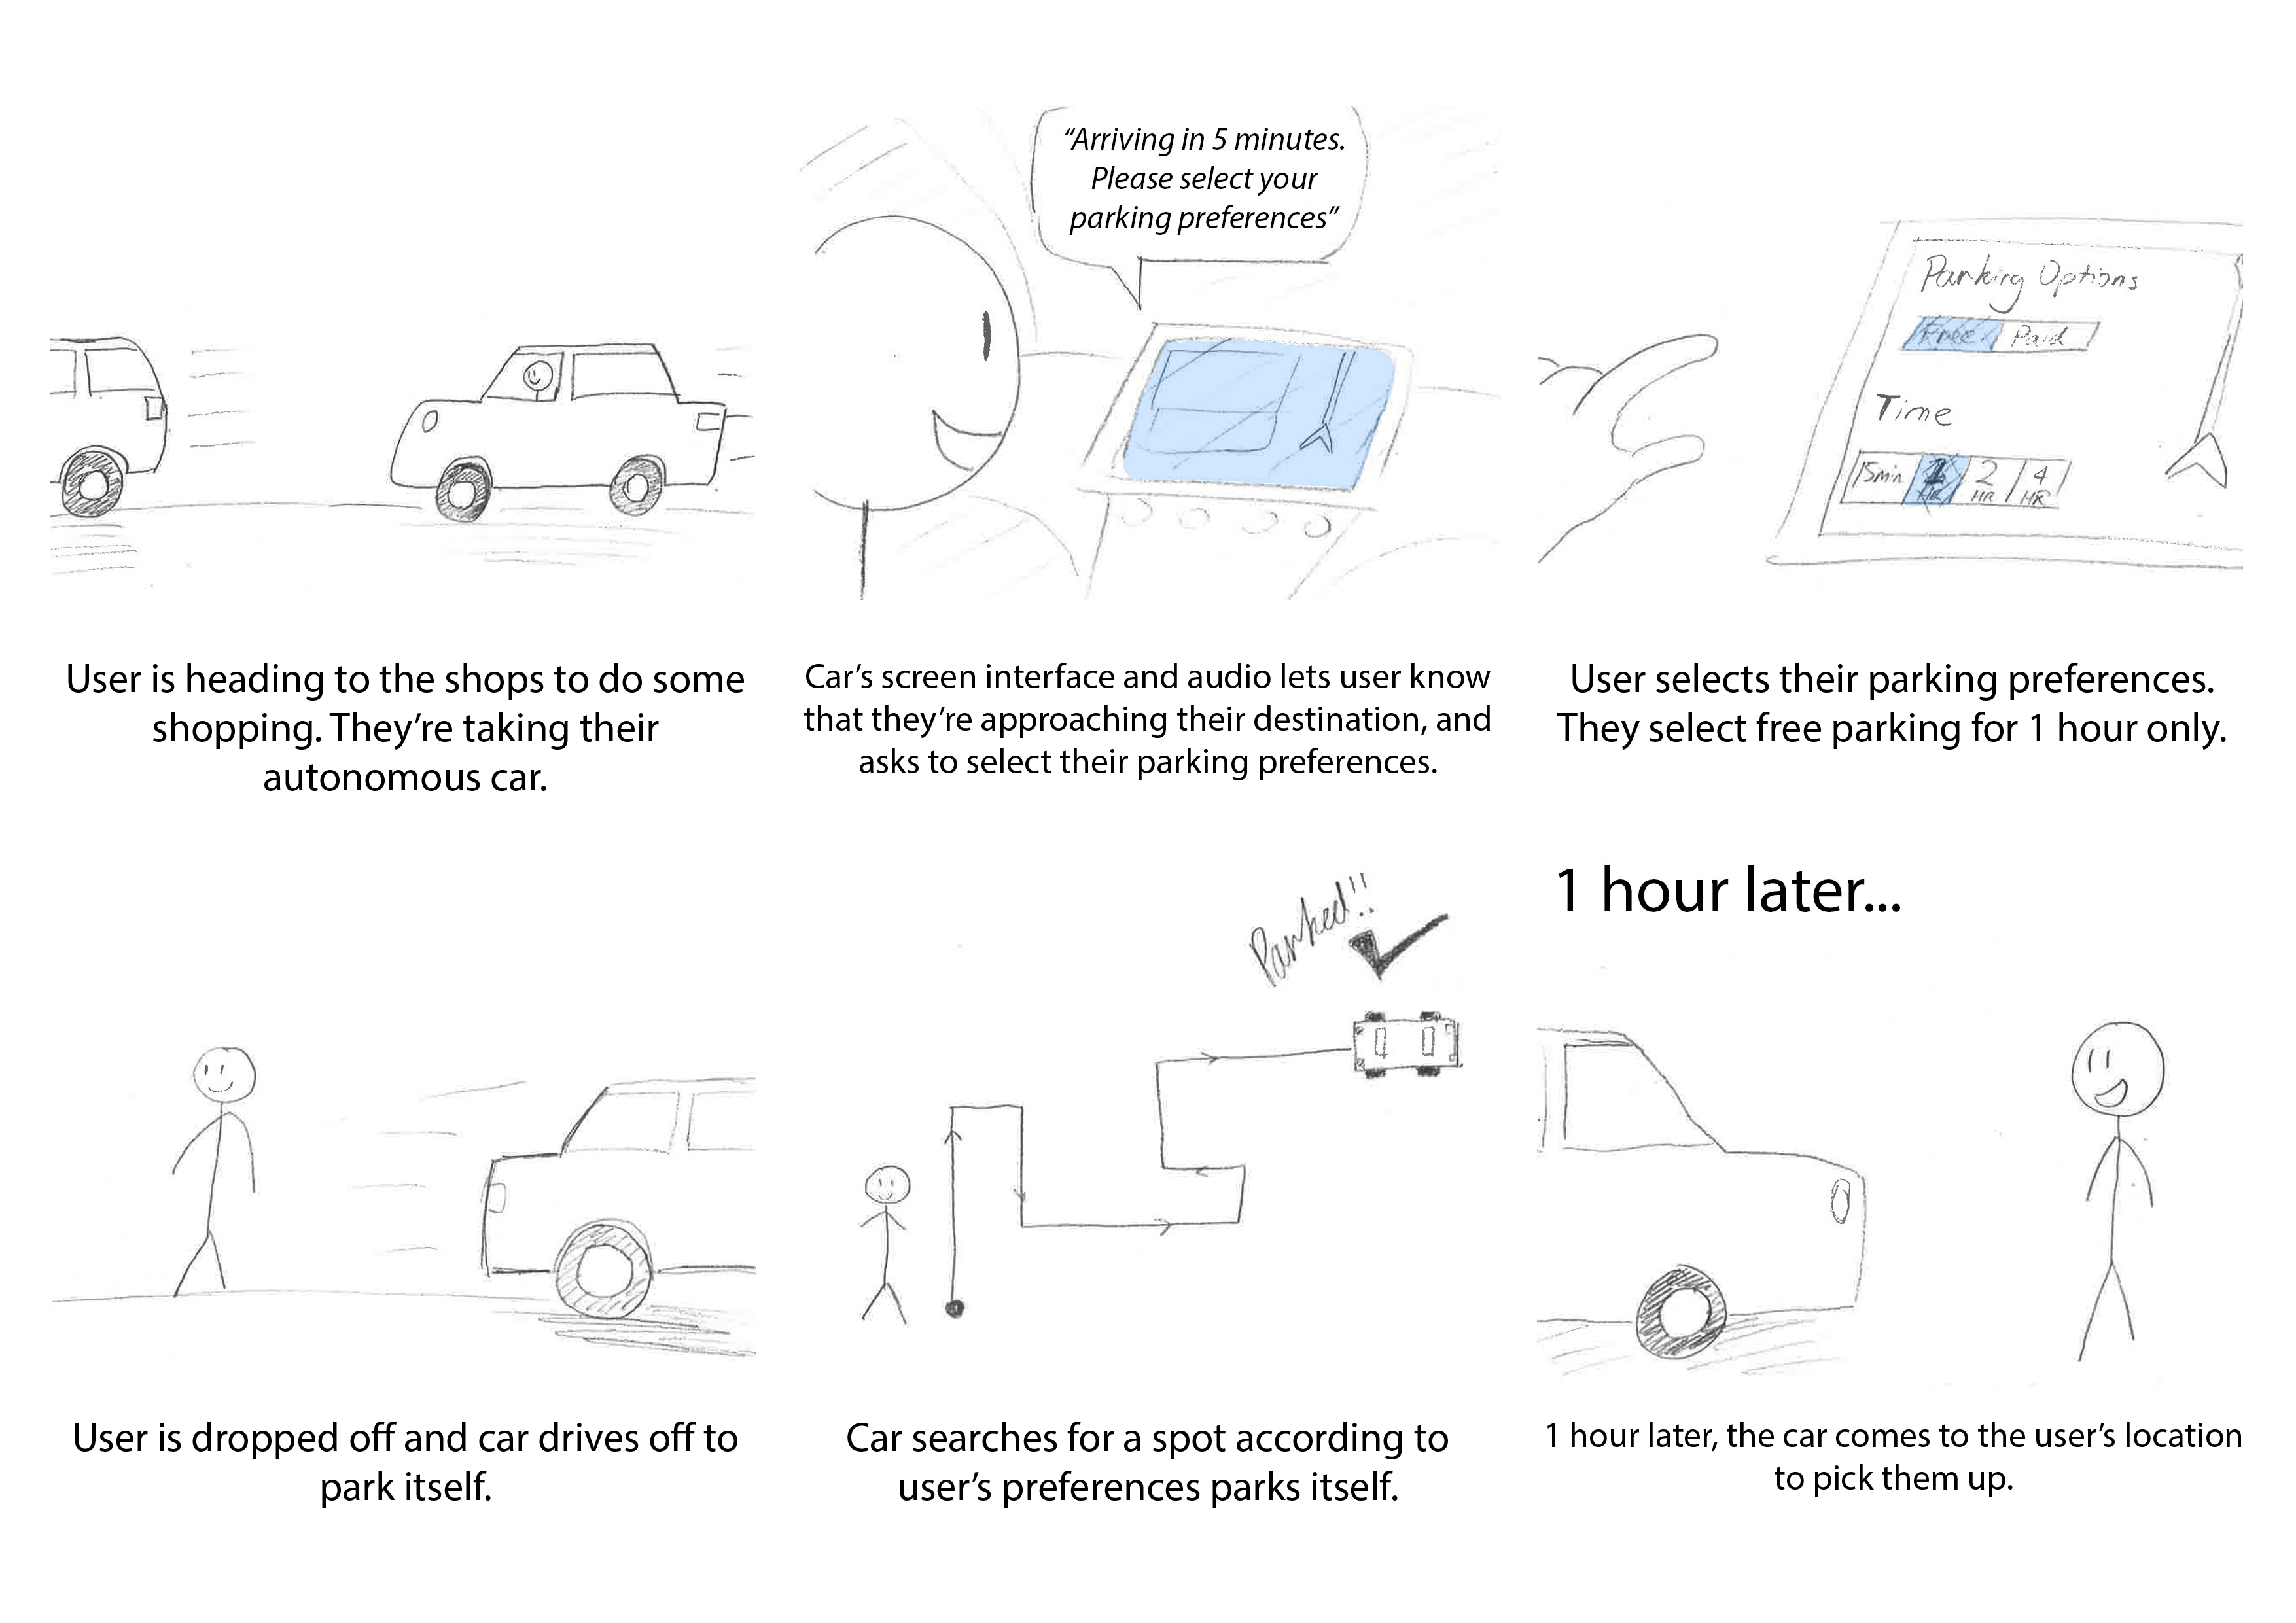 “Arriving in 5 minutes.
Please select your
parking preferences”
Parking Options
Free Paid
Time
15min 1 HR 2 HR 4 HR
User is heading to the shops to do some
shopping. They’re taking their
autonomous car.
Car’s screen interface and audio lets user know
that they’re approaching their destination, and
asks to select their parking preferences.
User selects their parking preferences.
They select free parking for 1 hour only.
Parked!!
1 hour later...
User is dropped off and car drives off to
park itself.
Car searches for a spot according to
user’s preferences parks itself.
1 hour later, the car comes to the user’s location
to pick them up.